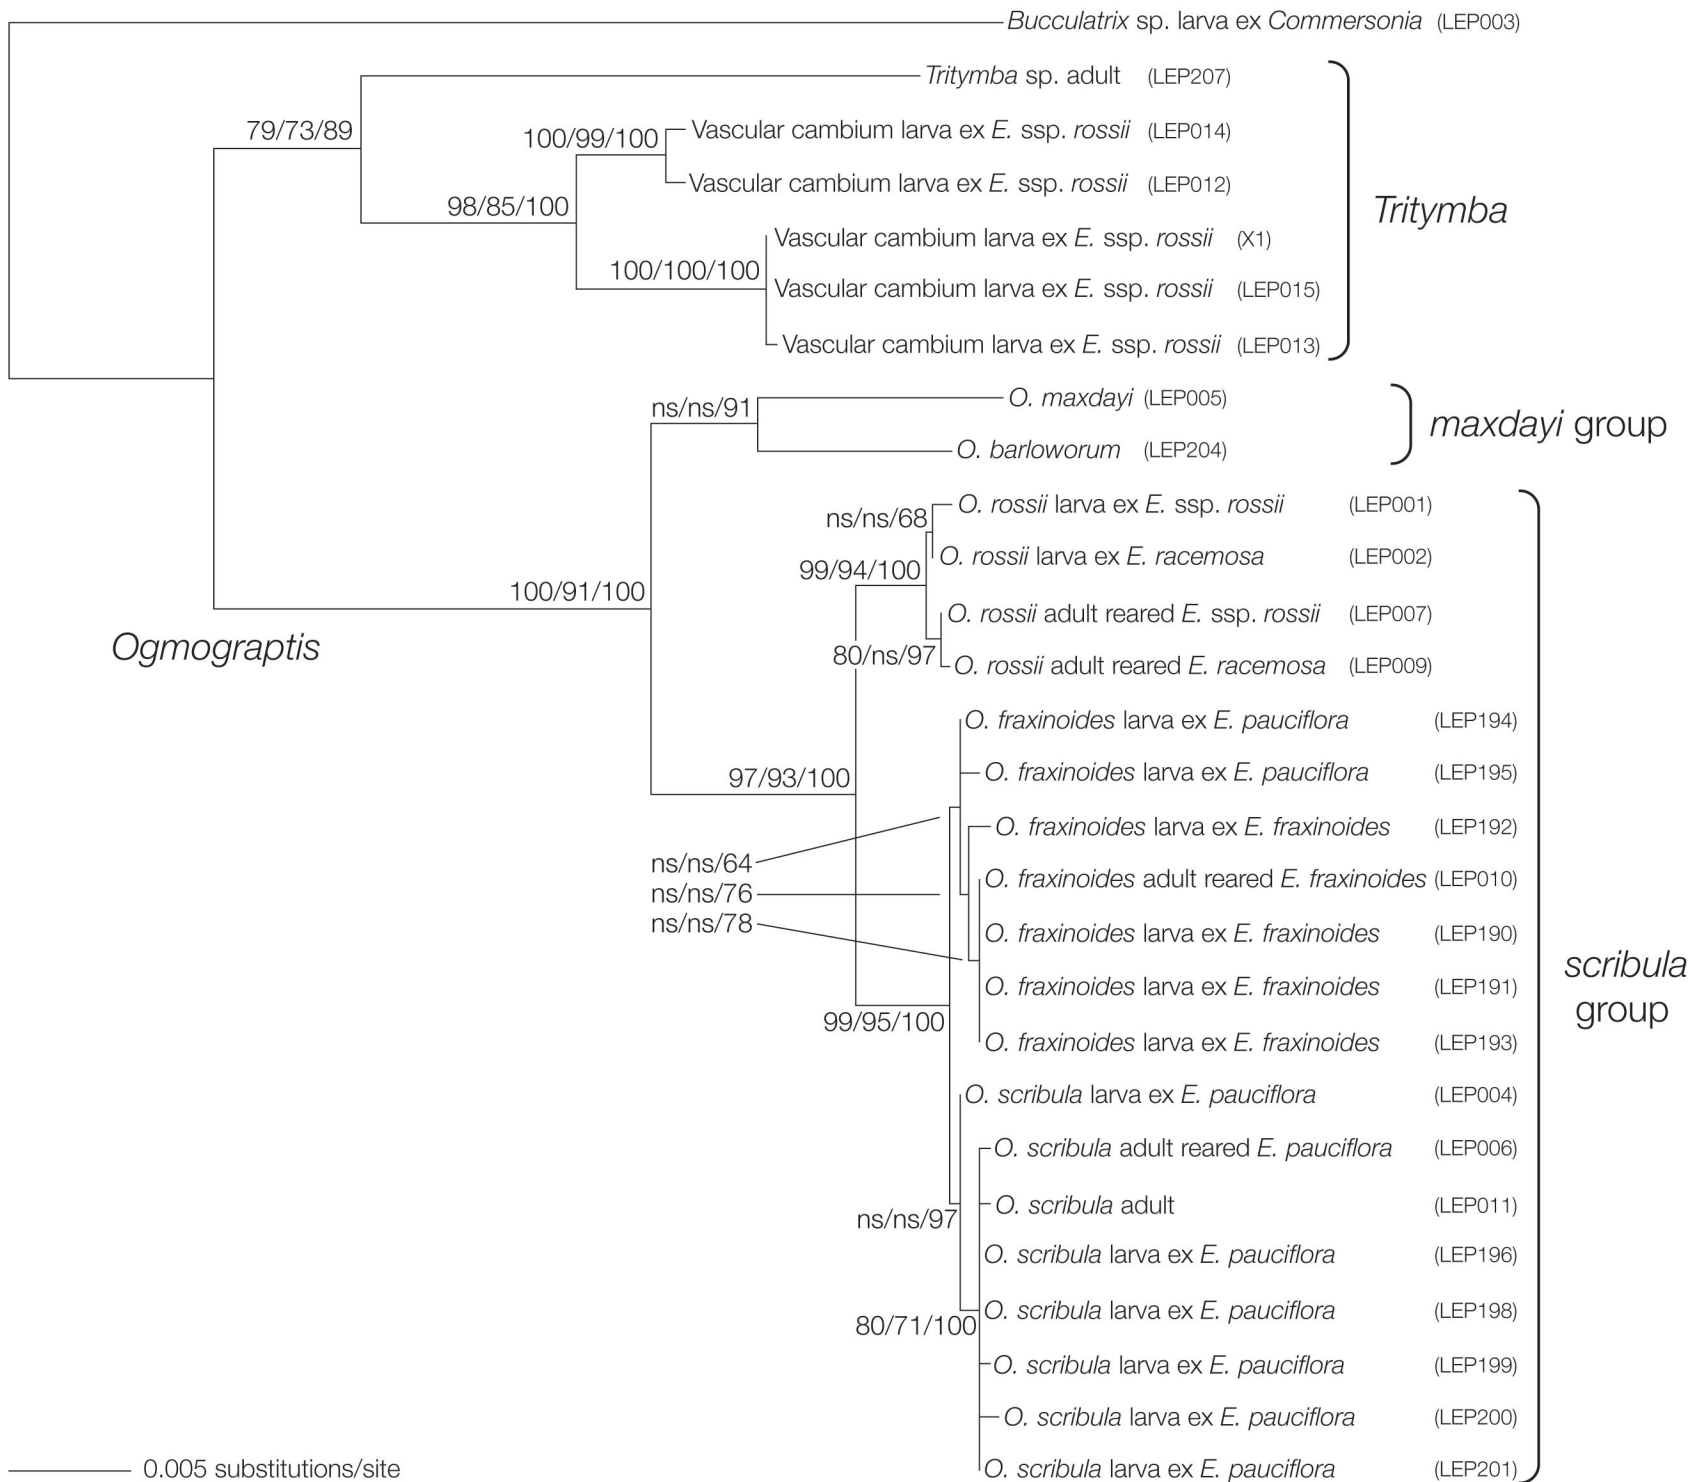 Bucculatrix sp. larva ex Commersonia (LEP003)
Tritymba sp. adult (LEP207)
79/73/89
100/99/100
Vascular cambium larva ex E. ssp. rossii (LEP014)
Vascular cambium larva ex E. ssp. rossii (LEP012)
98/85/100
Tritymba
Vascular cambium larva ex E. ssp. rossii (X1)
100/100/100
Vascular cambium larva ex E. ssp. rossii (LEP015)
Vascular cambium larva ex E. ssp. rossii (LEP013)
O. maxdayi (LEP005)
ns/ns/91
maxdayi group
O. barloworum (LEP204)
O. rossii larva ex E. ssp. rossii (LEP001)
ns/ns/68
O. rossii larva ex E. racemosa (LEP002)
99/94/100
100/91/100
O. rossii adult reared E. ssp. rossii (LEP007)
Ogmograptis
80/ns/97
O. rossii adult reared E. racemosa (LEP009)
O. fraxinoides larva ex E. pauciflora (LEP194)
97/93/100
O. fraxinoides larva ex E. pauciflora (LEP195)
O. fraxinoides larva ex E. fraxinoides (LEP192)
ns/ns/64
O. fraxinoides adult reared E. fraxinoides (LEP010)
ns/ns/76
ns/ns/78
O. fraxinoides larva ex E. fraxinoides (LEP190)
scribula
group
O. fraxinoides larva ex E. fraxinoides (LEP191)
99/95/100
O. fraxinoides larva ex E. fraxinoides (LEP193)
O. scribula larva ex E. pauciflora (LEP004)
O. scribula adult reared E. pauciflora (LEP006)
O. scribula adult (LEP011)
ns/ns/97
O. scribula larva ex E. pauciflora (LEP196)
O. scribula larva ex E. pauciflora (LEP198)
80/71/100
O. scribula larva ex E. pauciflora (LEP199)
O. scribula larva ex E. pauciflora (LEP200)
O. scribula larva ex E. pauciflora (LEP201)
0.005 substitutions/site